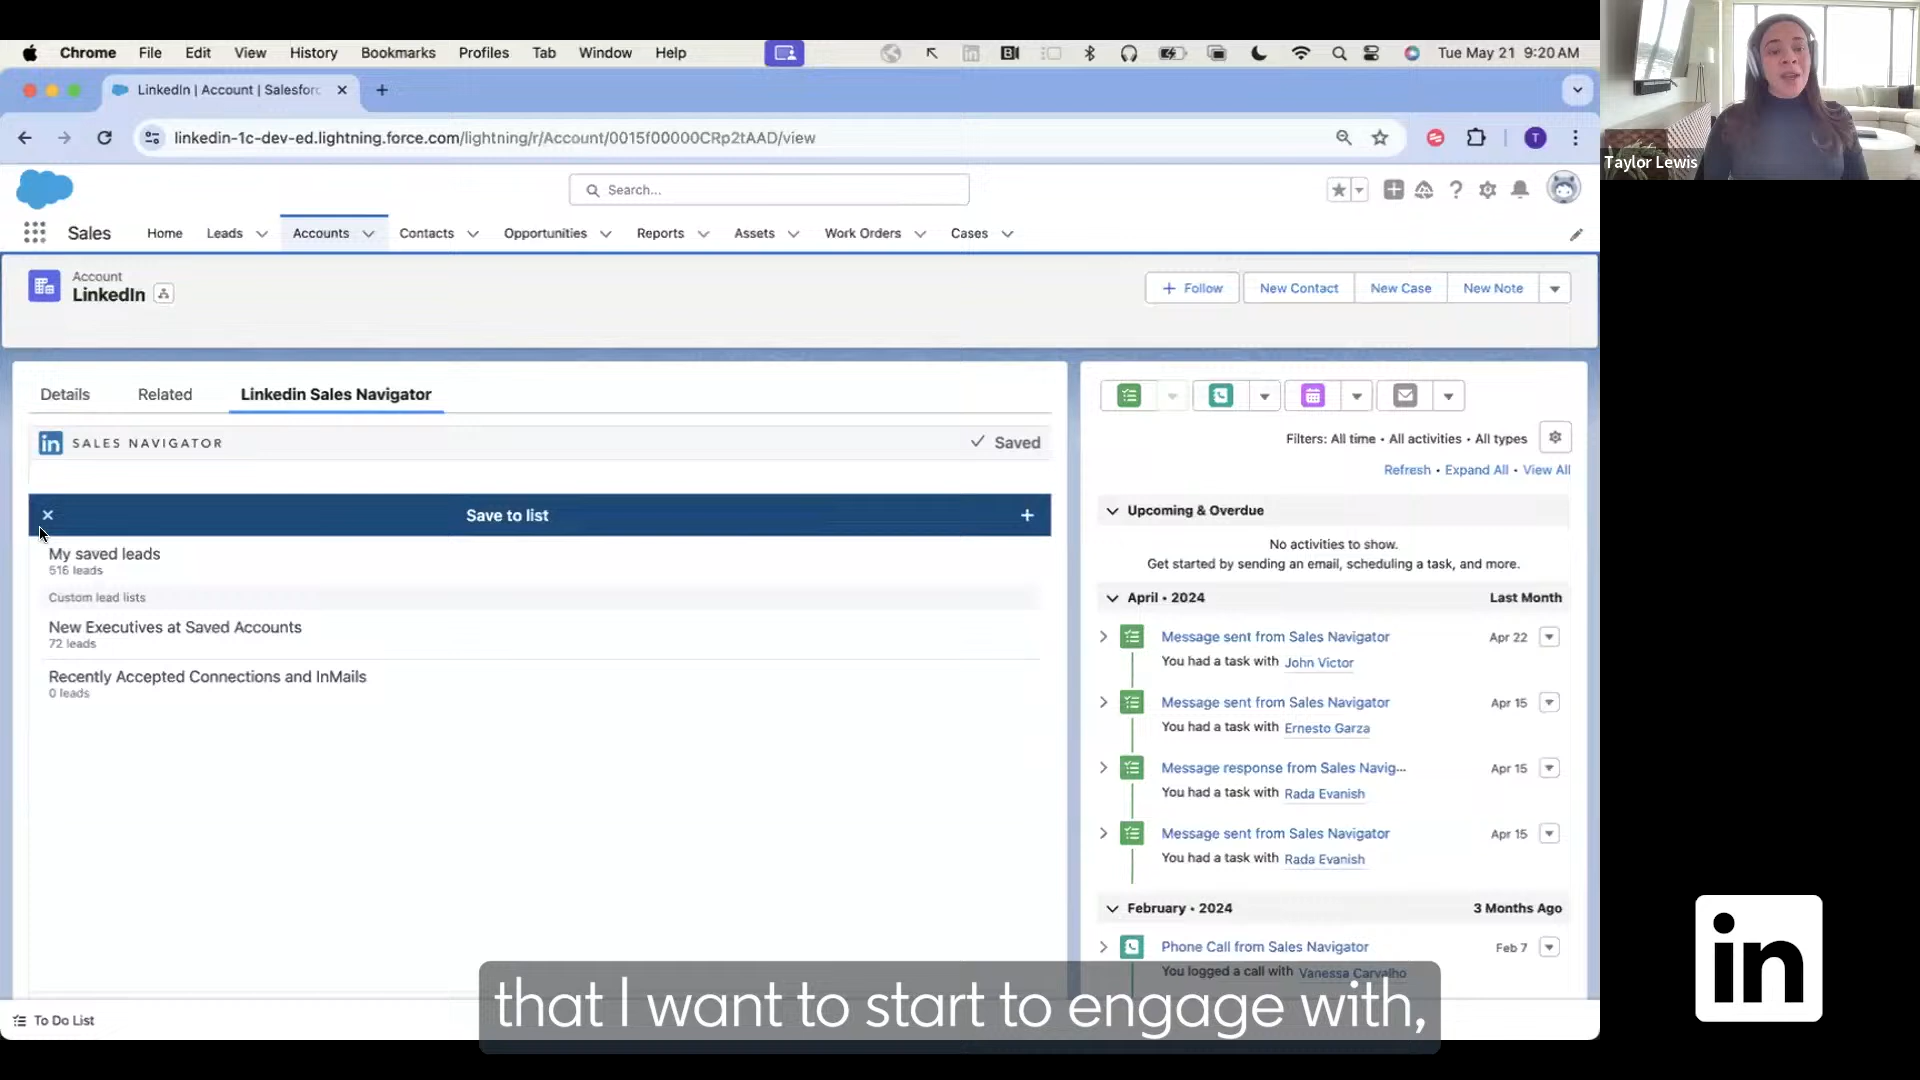 Chrome File Edit View History Bookmarks Profiles Tab Window Help Tue May 21 9:20 AM
LinkedIn | Account | Salesforc
linkedin-1c-dev-ed.lightning.force.com/lightning/r/Account/0015f00000CRp2tAAD/view T
Taylor Lewis
Search...
Sales Home Leads Accounts Contacts Opportunities Reports Assets Work Orders Cases
Account
LinkedIn
Follow New Contact New Case New Note
Details Related Linkedin Sales Navigator
in SALES NAVIGATOR Saved
Save to list
My saved leads
516 leads
Custom lead lists
New Executives at Saved Accounts
72 leads
Recently Accepted Connections and InMails
0 leads
Filters: All time • All activities • All types
Refresh • Expand All • View All
Upcoming & Overdue
No activities to show.
Get started by sending an email, scheduling a task, and more.
April • 2024 Last Month
Message sent from Sales Navigator Apr 22
You had a task with John Victor
Message sent from Sales Navigator Apr 15
You had a task with Ernesto Garza
Message response from Sales Navig... Apr 15
You had a task with Rada Evanish
Message sent from Sales Navigator Apr 15
You had a task with Rada Evanish
February • 2024 3 Months Ago
Phone Call from Sales Navigator Feb 7
You logged a call with Vanessa Carvalho
that I want to start to engage with,
To Do List
in